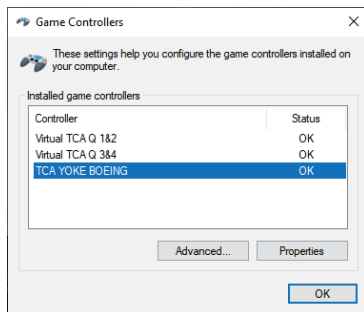 Game Controllers
These settings help you configure the game controllers installed on
your computer.
Installed game controllers
Controller Status
Virtual TCA Q 1&2 OK
Virtual TCA Q 3&4 OK
TCA YOKE BOEING OK
Advanced... Properties
OK